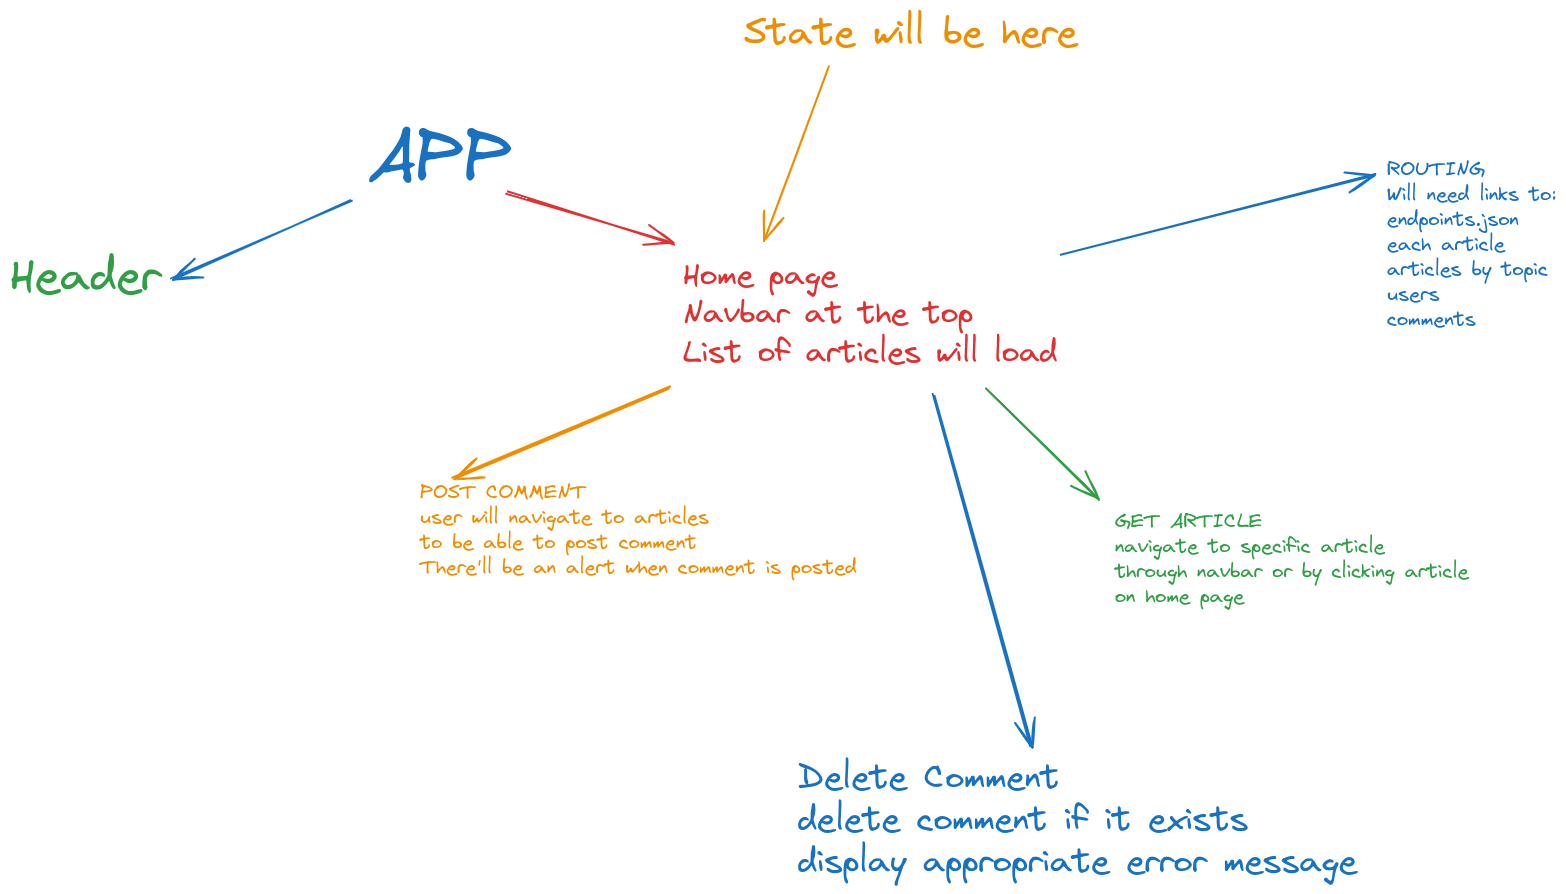 State will be here
APP
ROUTING
Will need links to:
endpoints.json
each article
articles by topic
users
comments
Header
Home page
Navbar at the top
List of articles will load
POST COMMENT
user will navigate to articles
to be able to post comment
There'll be an alert when comment is posted
GET ARTICLE
navigate to specific article
through navbar or by clicking article
on home page
Delete Comment
delete comment if it exists
display appropriate error message